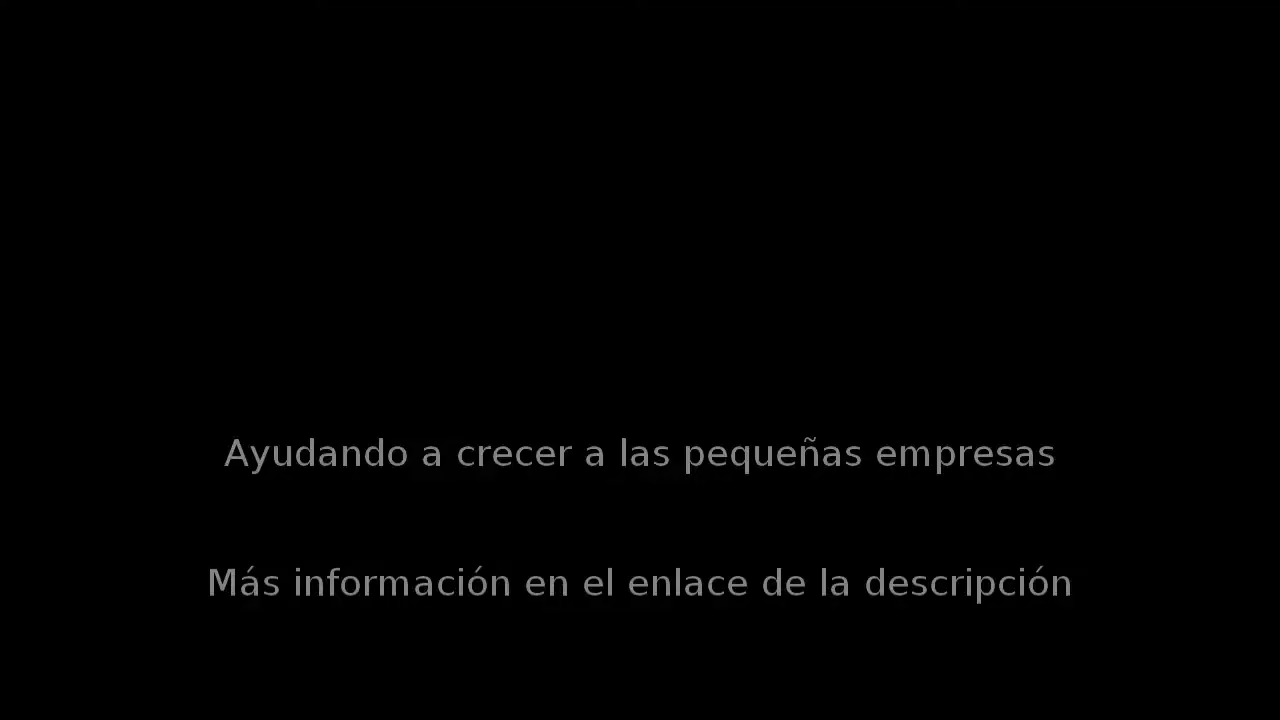 Ayudando a crecer a las pequeñas empresas
Más información en el enlace de la descripción